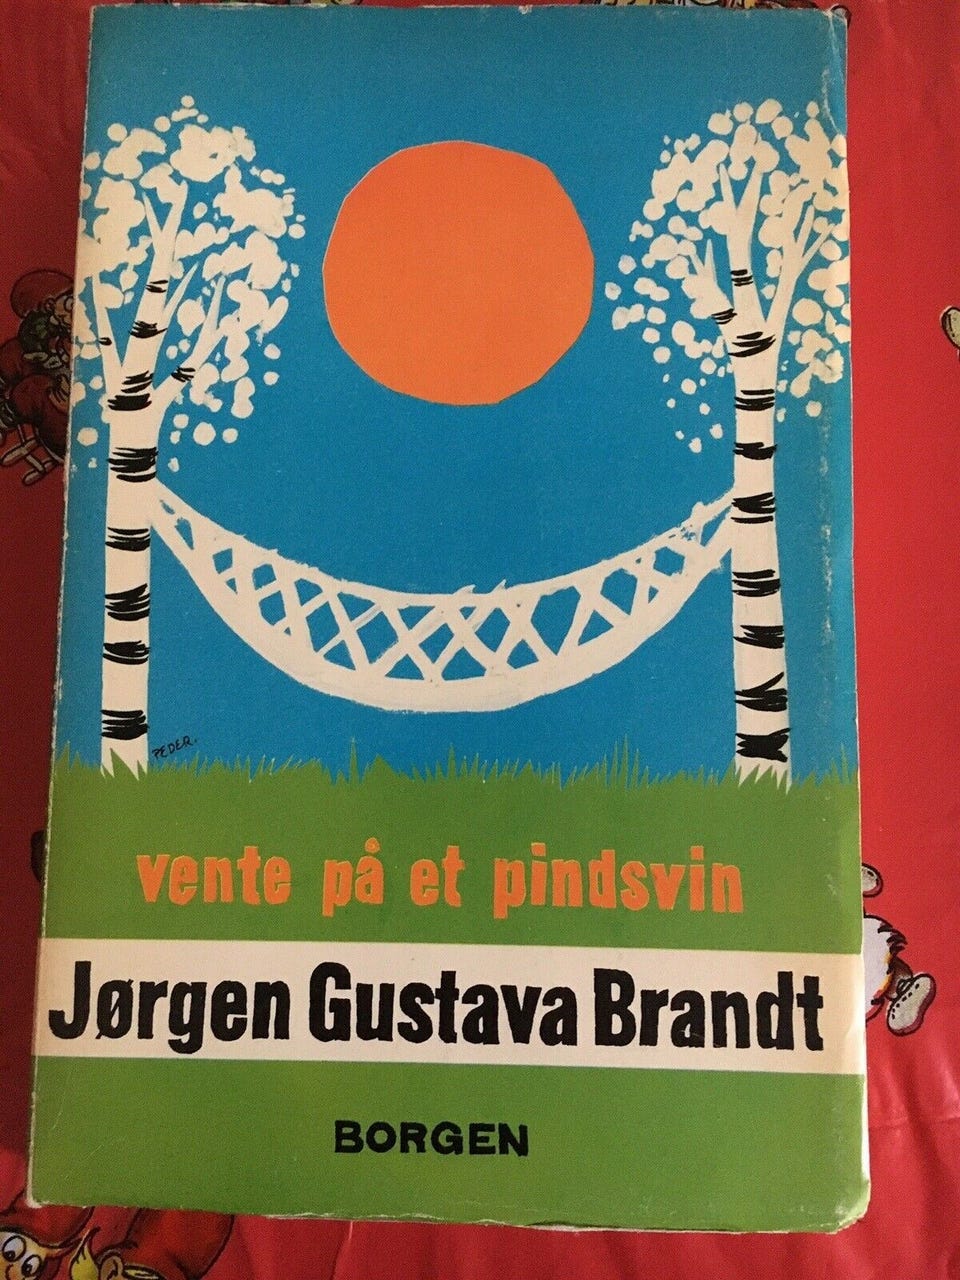 PEDER.
vente på et pindsvin
Jørgen Gustava Brandt
BORGEN